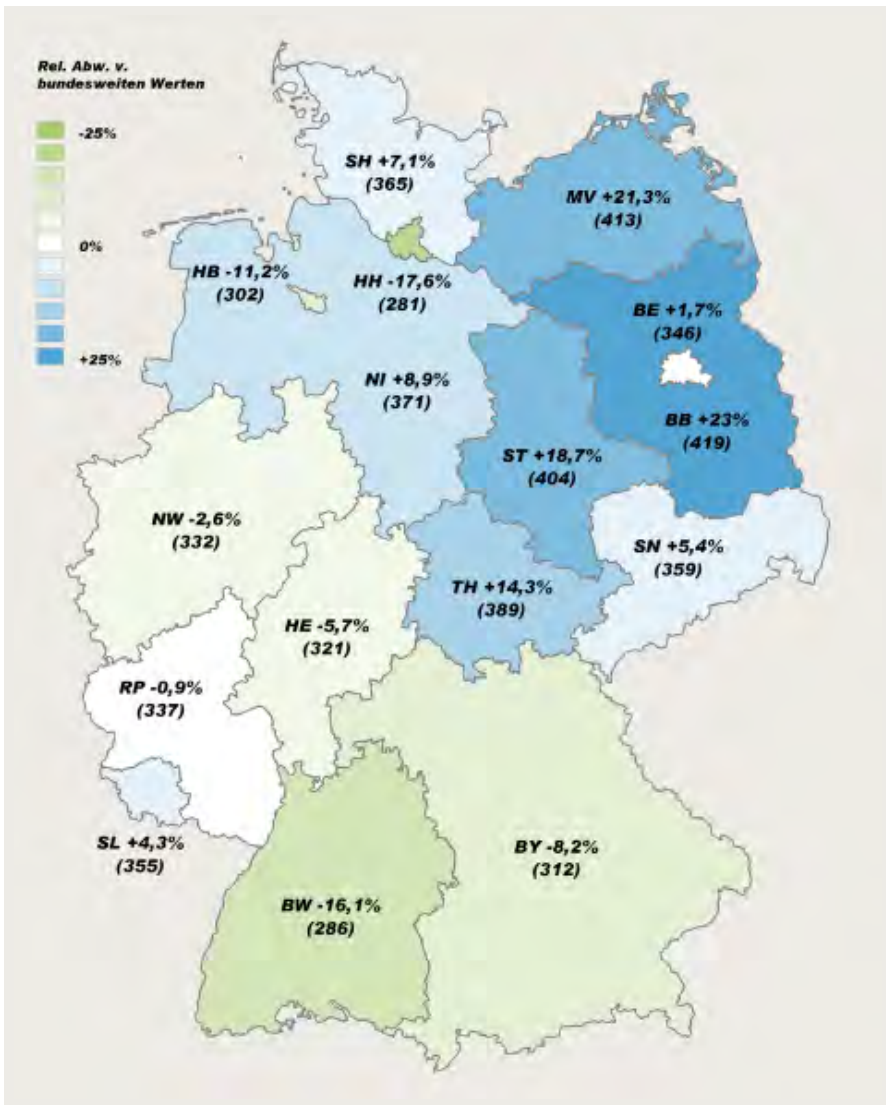 Rel. Abw. v.
bundesweiten Werten
-25%
0%
+25%
SH +7,1%
(365)
MV +21,3%
(413)
HB -11,2%
(302)
HH -17,6%
(281)
BE +1,7%
(346)
NI +8,9%
(371)
BB +23%
(419)
ST +18,7%
(404)
NW -2,6%
(332)
SN +5,4%
(359)
TH +14,3%
(389)
HE -5,7%
(321)
RP -0,9%
(337)
SL +4,3%
(355)
BY -8,2%
(312)
BW -16,1%
(286)